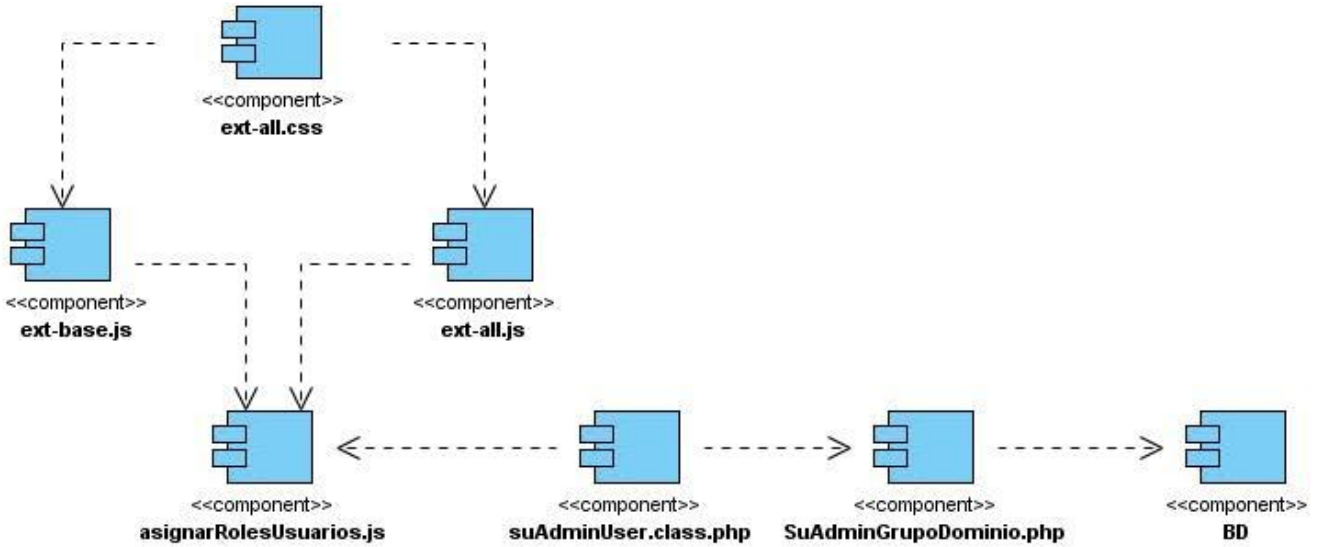 <<component>>
ext-all.css
<<component>>
ext-base.js
<<component>>
ext-all.js
<<component>>
asignarRolesUsuarios.js
<<component>>
suAdminUser.class.php
<<component>>
SuAdminGrupoDominio.php
<<component>>
BD